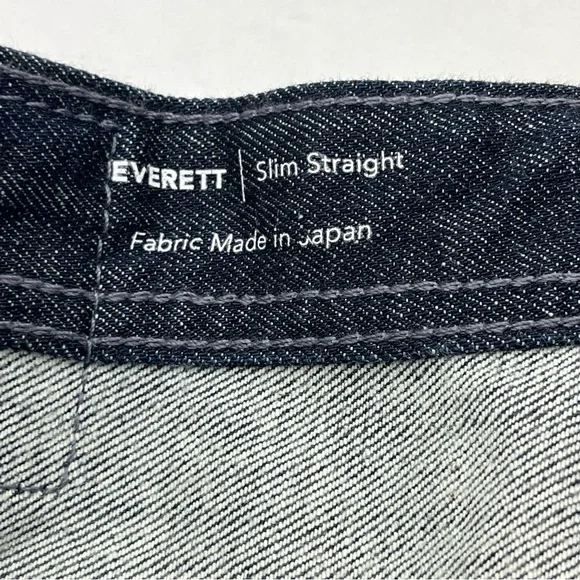 EVERETT | Slim Straight
Fabric Made in Japan